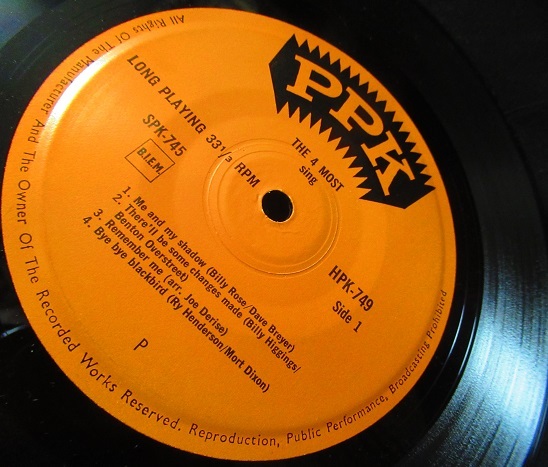 PPK
THE 4 MOST
sing
LONG PLAYING 33 1/3 RPM
SPK-745
B.I.E.M.
HPK-749
Side 1
1. Me and my shadow (Billy Rose/Dave Breyer)
2. There'll be some changes made (Billy Higgings/
Benton Overstreet)
3. Remember me (arr. Joe Derise)
4. Bye bye blackbird (Ry Henderson/Mort Dixon)
P
All Rights Of The Manufacturer And The Owner Of The Recorded Works Reserved. Reproduction, Public Performance, Broadcasting Prohibited